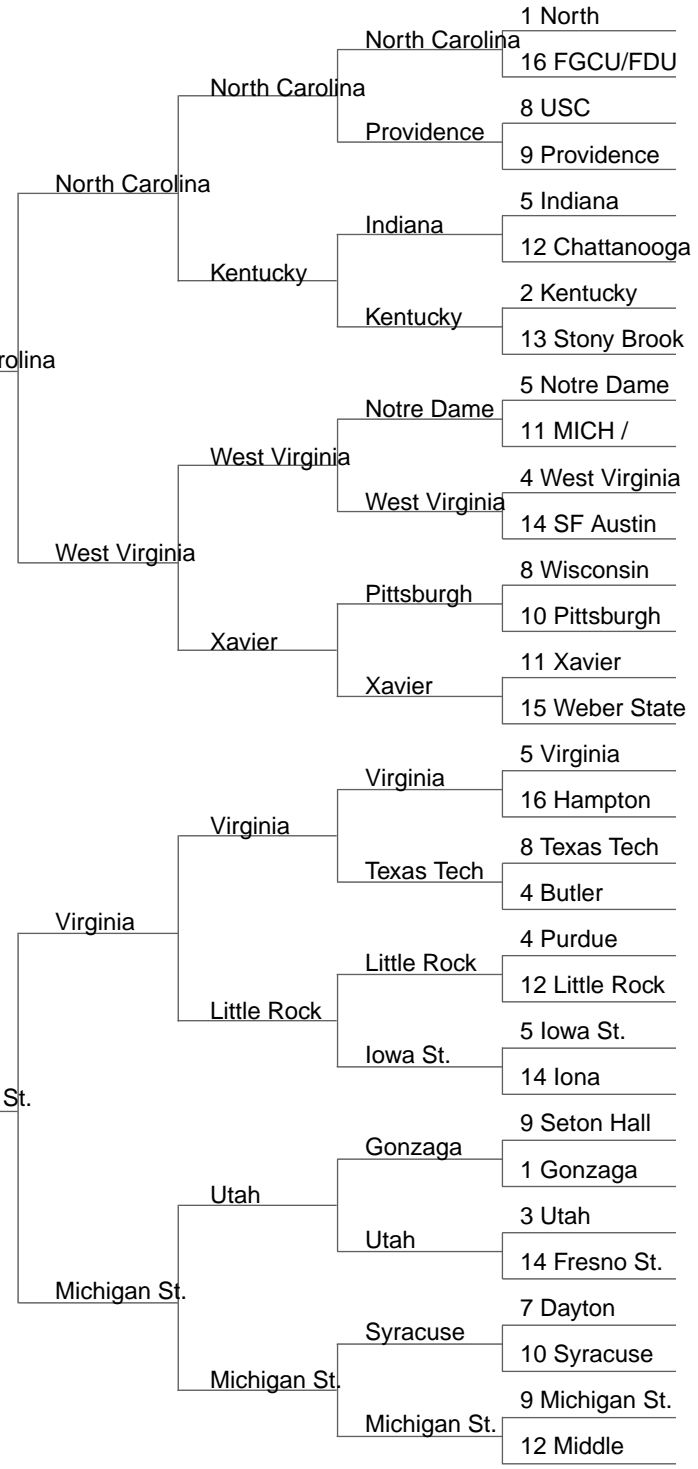 1 North
North Carolina
16 FGCU/FDU
North Carolina
8 USC
Providence
9 Providence
North Carolina
5 Indiana
Indiana
12 Chattanooga
Kentucky
2 Kentucky
Kentucky
13 Stony Brook
rolina
5 Notre Dame
Notre Dame
11 MICH /
West Virginia
4 West Virginia
West Virginia
14 SF Austin
West Virginia
8 Wisconsin
Pittsburgh
10 Pittsburgh
Xavier
11 Xavier
Xavier
15 Weber State
5 Virginia
Virginia
16 Hampton
Virginia
8 Texas Tech
Texas Tech
4 Butler
Virginia
4 Purdue
Little Rock
12 Little Rock
Little Rock
5 Iowa St.
Iowa St.
14 Iona
St.
9 Seton Hall
Gonzaga
1 Gonzaga
Utah
3 Utah
Utah
14 Fresno St.
Michigan St.
7 Dayton
Syracuse
10 Syracuse
Michigan St.
9 Michigan St.
Michigan St.
12 Middle